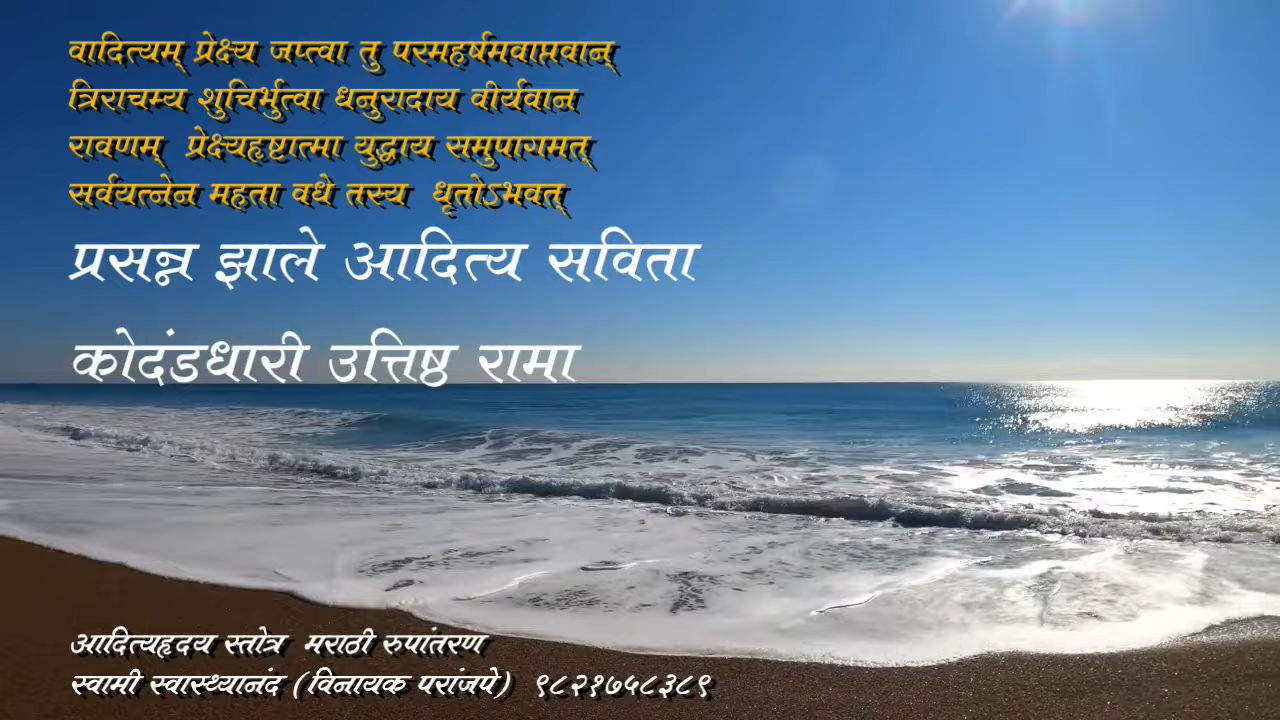 वादित्यम् प्रेक्ष्य जप्त्वा तु परमहर्षमवाप्तवान्
त्रिराचम्य शुचिर्भुत्वा धनुरादाय वीर्यवान
रावणम् प्रेक्ष्यहृष्टात्मा युद्धाय समुपागमत्
सर्वयत्नेन महता वधे तस्य धृतोऽभवत्
प्रसन्न झाले आदित्य सविता
कोदंडधारी उत्तिष्ठ रामा
आदित्यहृदय स्तोत्र मराठी रुपांतरण
स्वामी स्वास्थ्यानंद (विनायक परांजपे) ९८२१७५८३८९